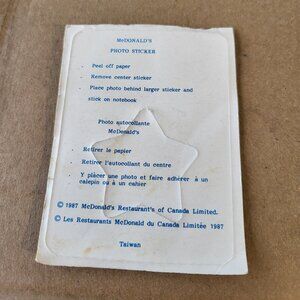 McDONALD'S
PHOTO STICKER
. Peel off paper
. Remove center sticker
. Place photo behind larger sticker and
stick on notebook
Photo autocollante
McDonald's
. Retirer le papier
. Retirer l'autocollant du centre
. Y placer une photo et faire adhérer à un
calepin ou à un cahier
© 1987 McDonald's Restaurant's of Canada Limited.
© Les Restaurants McDonald du Canada Limitée 1987
Taiwan